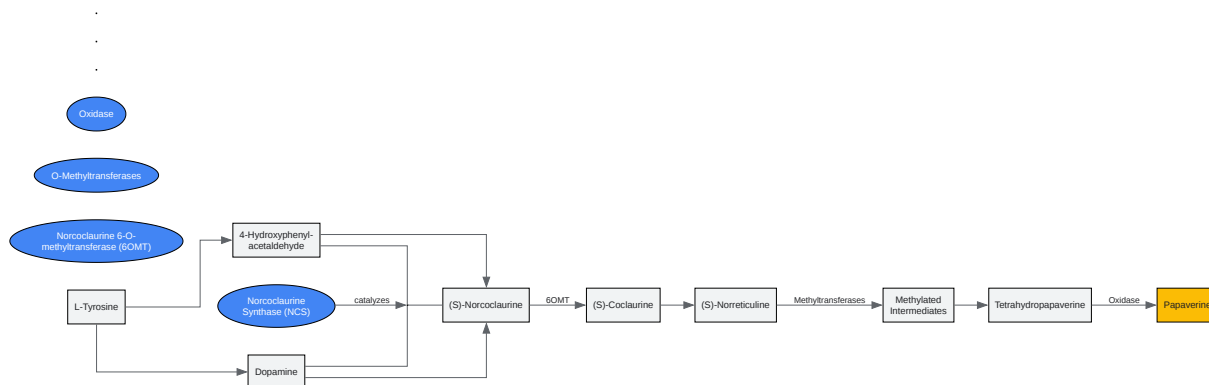 Oxidase
O-Methyltransferases
Norcoclaurine 6-O-
methyltransferase (6OMT)
4-Hydroxyphenyl-
acetaldehyde
L-Tyrosine
Norcoclaurine
Synthase (NCS)
catalyzes
(S)-Norcoclaurine
6OMT
(S)-Coclaurine
(S)-Norreticuline
Methyltransferases
Methylated
Intermediates
Tetrahydropapaverine
Oxidase
Papaverine
Dopamine